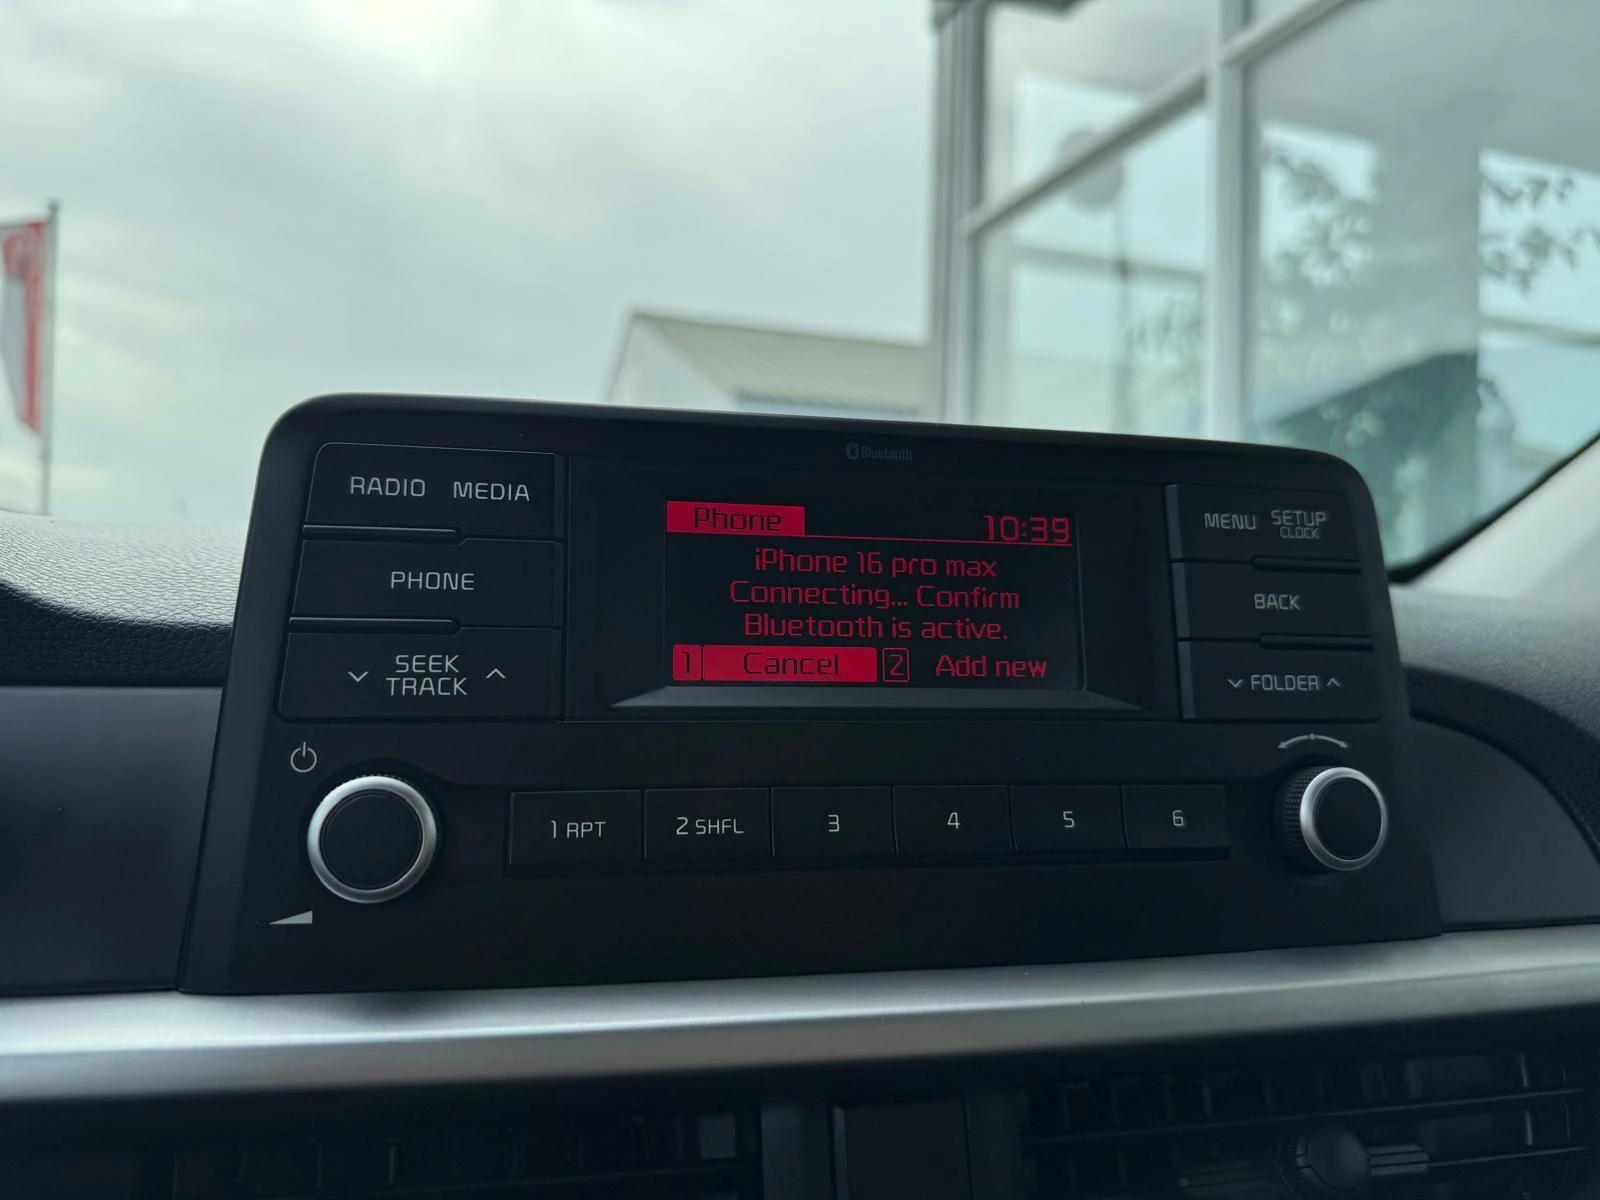 Bluetooth
RADIO MEDIA
PHONE
SEEK
TRACK
Phone 10:39
iPhone 16 pro max
Connecting... Confirm
Bluetooth is active.
1 Cancel 2 Add new
MENU SETUP
CLOCK
BACK
FOLDER
1 RPT 2 SHFL 3 4 5 6